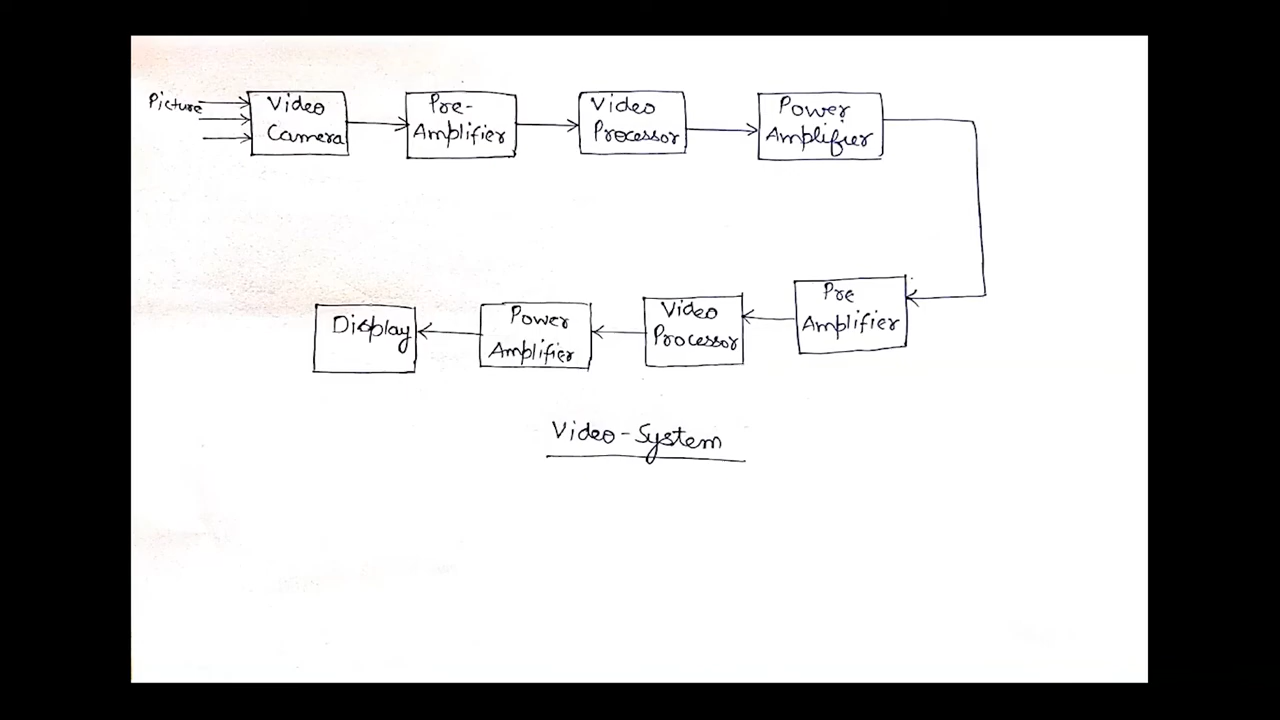 Picture
Video
Camera
Pre-
Amplifier
Video
Processor
Power
Amplifier
Pre
Amplifier
Video
Processor
Power
Amplifier
Display
Video-System